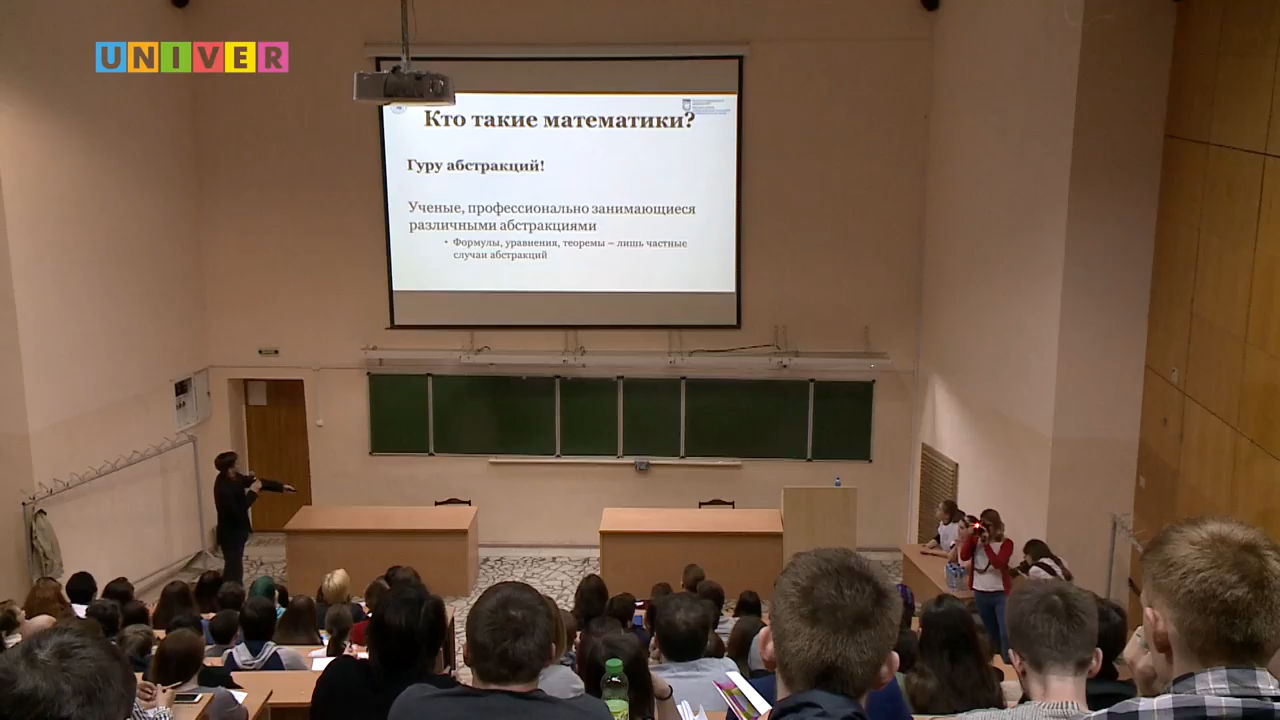 UNIVER
Кто такие математики?
Гуру абстракций!
Ученые, профессионально занимающиеся
различными абстракциями
• Формулы, уравнения, теоремы – лишь частные
случаи абстракций